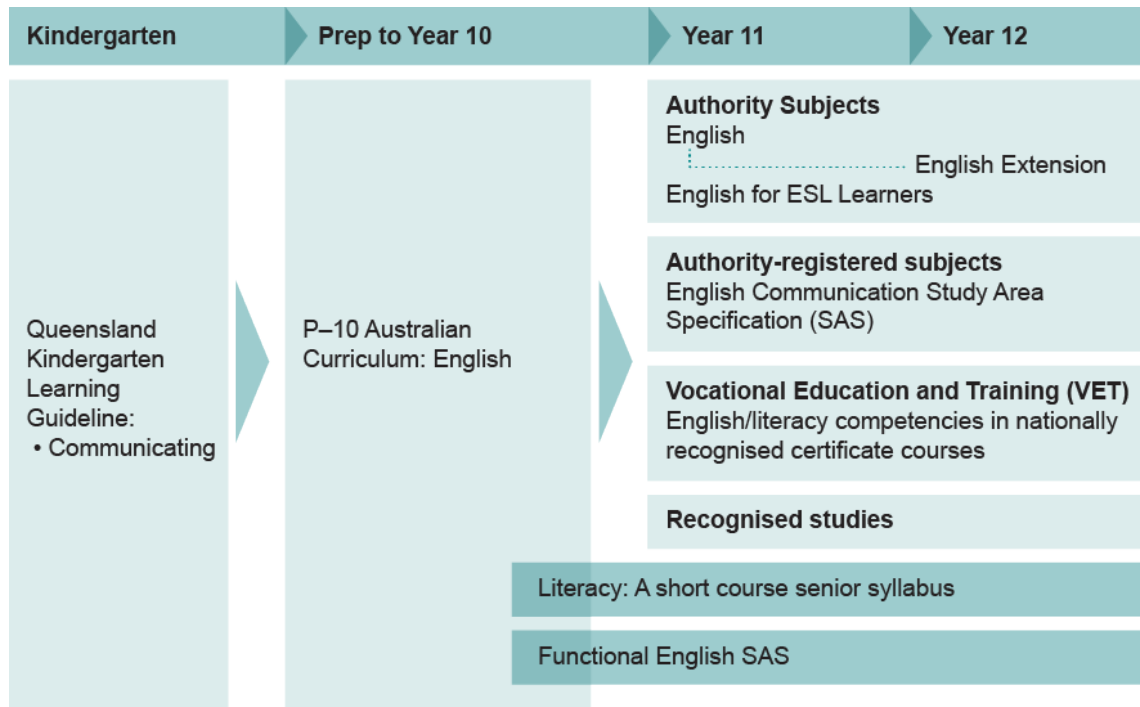 Kindergarten
Prep to Year 10
Year 11
Year 12
Queensland
Kindergarten
Learning
Guideline:
• Communicating
P–10 Australian
Curriculum: English
Authority Subjects
English
English Extension
English for ESL Learners
Authority-registered subjects
English Communication Study Area
Specification (SAS)
Vocational Education and Training (VET)
English/literacy competencies in nationally
recognised certificate courses
Recognised studies
Literacy: A short course senior syllabus
Functional English SAS